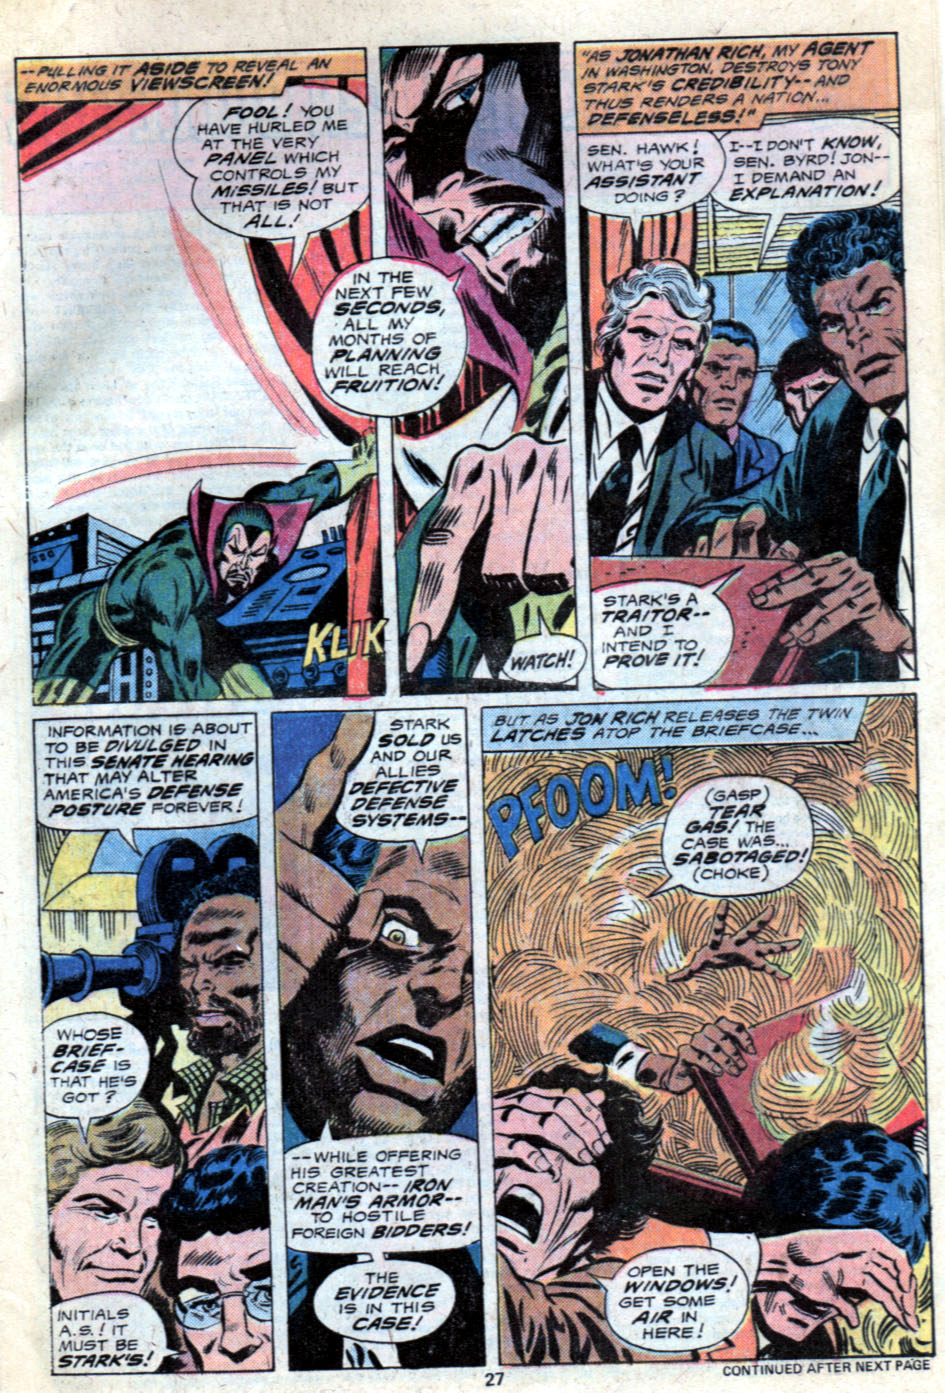 --PULLING IT ASIDE TO REVEAL AN
ENORMOUS VIEWSCREEN!
FOOL! YOU
HAVE HURLED ME
AT THE VERY
PANEL WHICH
CONTROLS MY
MISSILES! BUT
THAT IS NOT
ALL!
KLIK
IN THE
NEXT FEW
SECONDS,
ALL MY
MONTHS OF
PLANNING
WILL REACH
FRUITION!
WATCH!
"AS JONATHAN RICH, MY AGENT
IN WASHINGTON, DESTROYS TONY
STARK'S CREDIBILITY--AND
THUS RENDERS A NATION...
DEFENSELESS!"
SEN. HAWK!
WHAT'S YOUR
ASSISTANT
DOING?
I--I DON'T KNOW,
SEN. BYRD! JON--
I DEMAND AN
EXPLANATION!
STARK'S A
TRAITOR--
AND I
INTEND TO
PROVE IT!
INFORMATION IS ABOUT
TO BE DIVULGED IN
THIS SENATE HEARING
THAT MAY ALTER
AMERICA'S DEFENSE
POSTURE FOREVER!
WHOSE
BRIEF-
CASE IS
THAT HE'S
GOT?
INITIALS
A.S.! IT
MUST BE
STARK'S!
STARK
SOLD US
AND OUR
ALLIES
DEFECTIVE
DEFENSE
SYSTEMS--
--WHILE OFFERING
HIS GREATEST
CREATION--IRON
MAN'S ARMOR--
TO HOSTILE
FOREIGN BIDDERS!
THE
EVIDENCE
IS IN THIS
CASE!
BUT AS JON RICH RELEASES THE TWIN
LATCHES ATOP THE BRIEFCASE...
PFOOM!
(GASP)
TEAR
GAS! THE
CASE WAS...
SABOTAGED!
(CHOKE)
OPEN THE
WINDOWS!
GET SOME
AIR IN
HERE!
CONTINUED AFTER NEXT PAGE
27